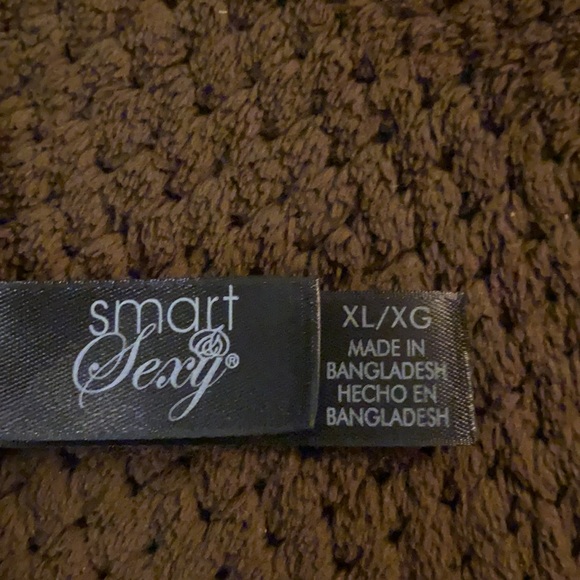 smart
& Sexy®
XL/XG
MADE IN
BANGLADESH
HECHO EN
BANGLADESH